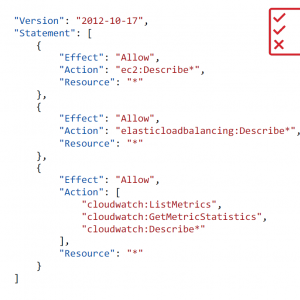 "Version": "2012-10-17",
"Statement": [
{
"Effect": "Allow",
"Action": "ec2:Describe*",
"Resource": "*"
},
{
"Effect": "Allow",
"Action": "elasticloadbalancing:Describe*",
"Resource": "*"
},
{
"Effect": "Allow",
"Action": [
"cloudwatch:ListMetrics",
"cloudwatch:GetMetricStatistics",
"cloudwatch:Describe*"
],
"Resource": "*"
}
]